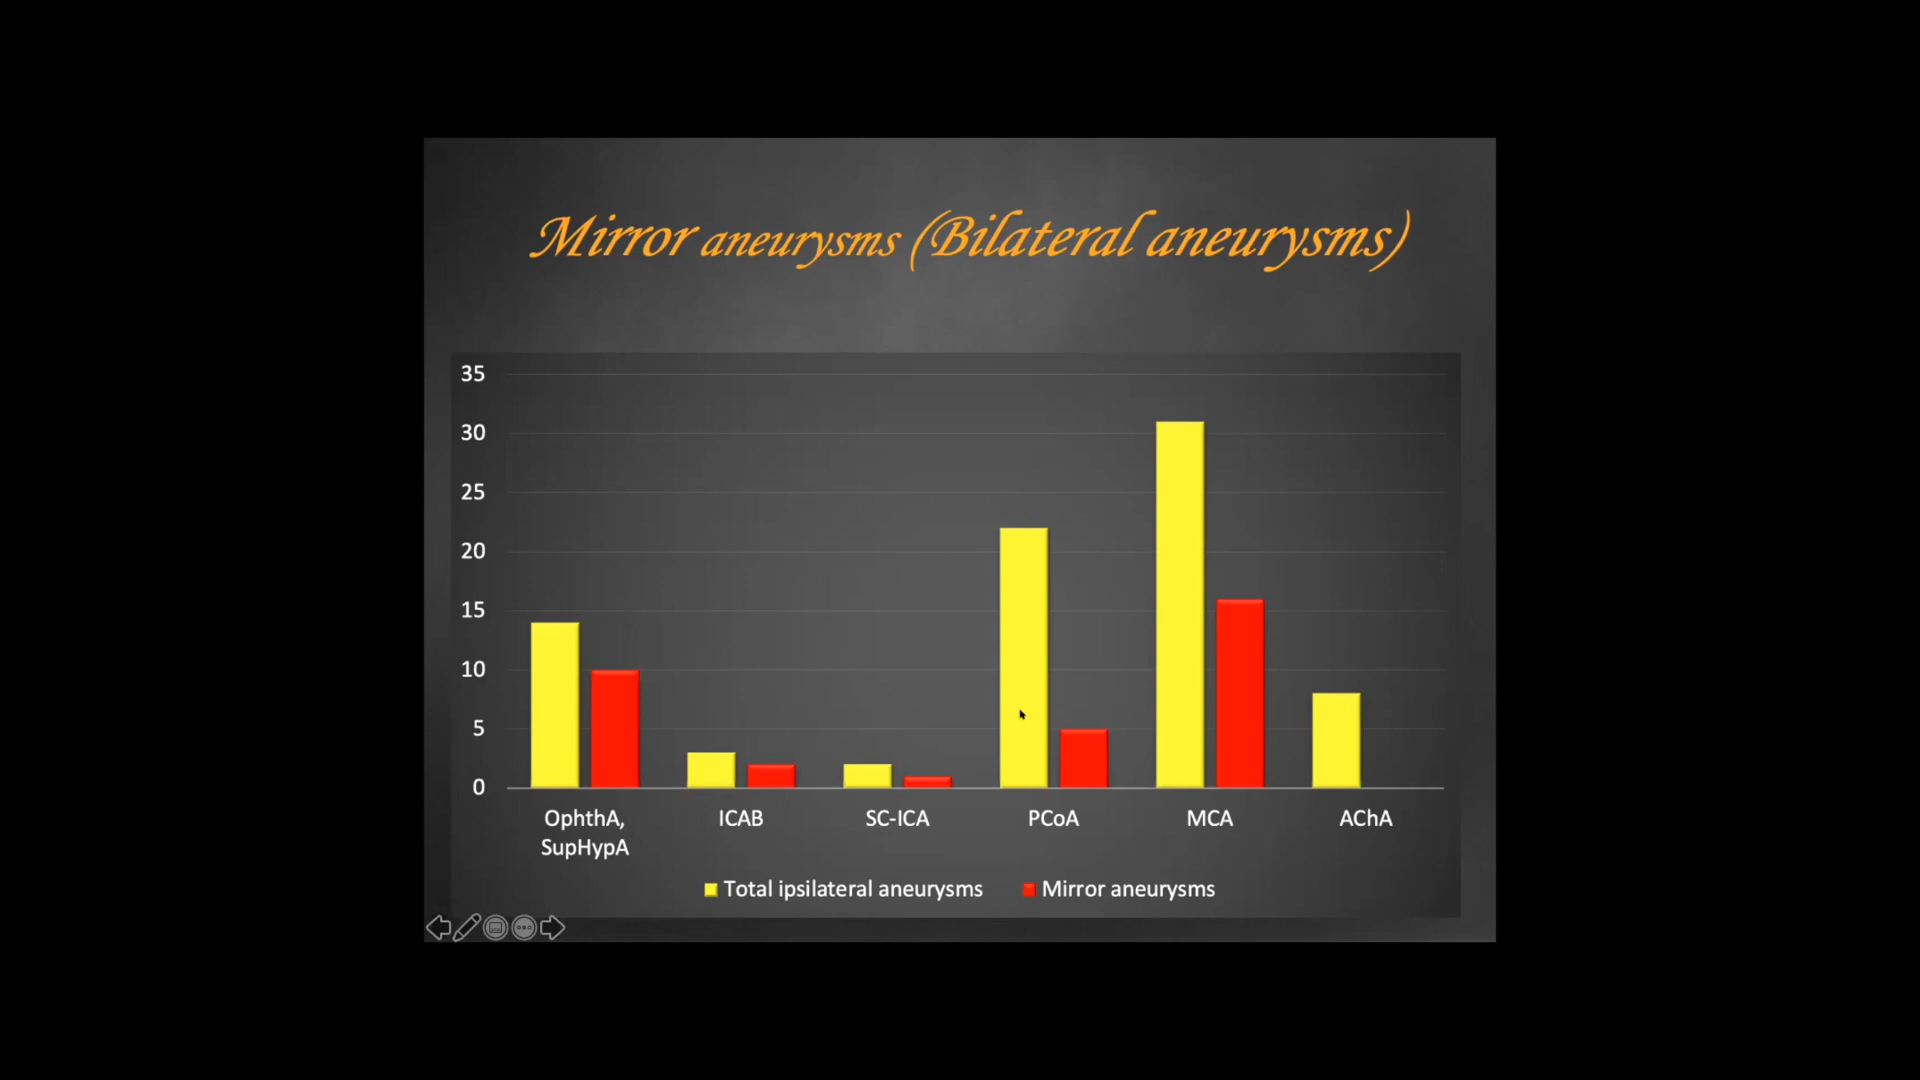 Mirror aneurysms (Bilateral aneurysms)
35
30
25
20
15
10
5
0
OphthA, SupHypA
ICAB
SC-ICA
PCoA
MCA
AChA
Total ipsilateral aneurysms
Mirror aneurysms